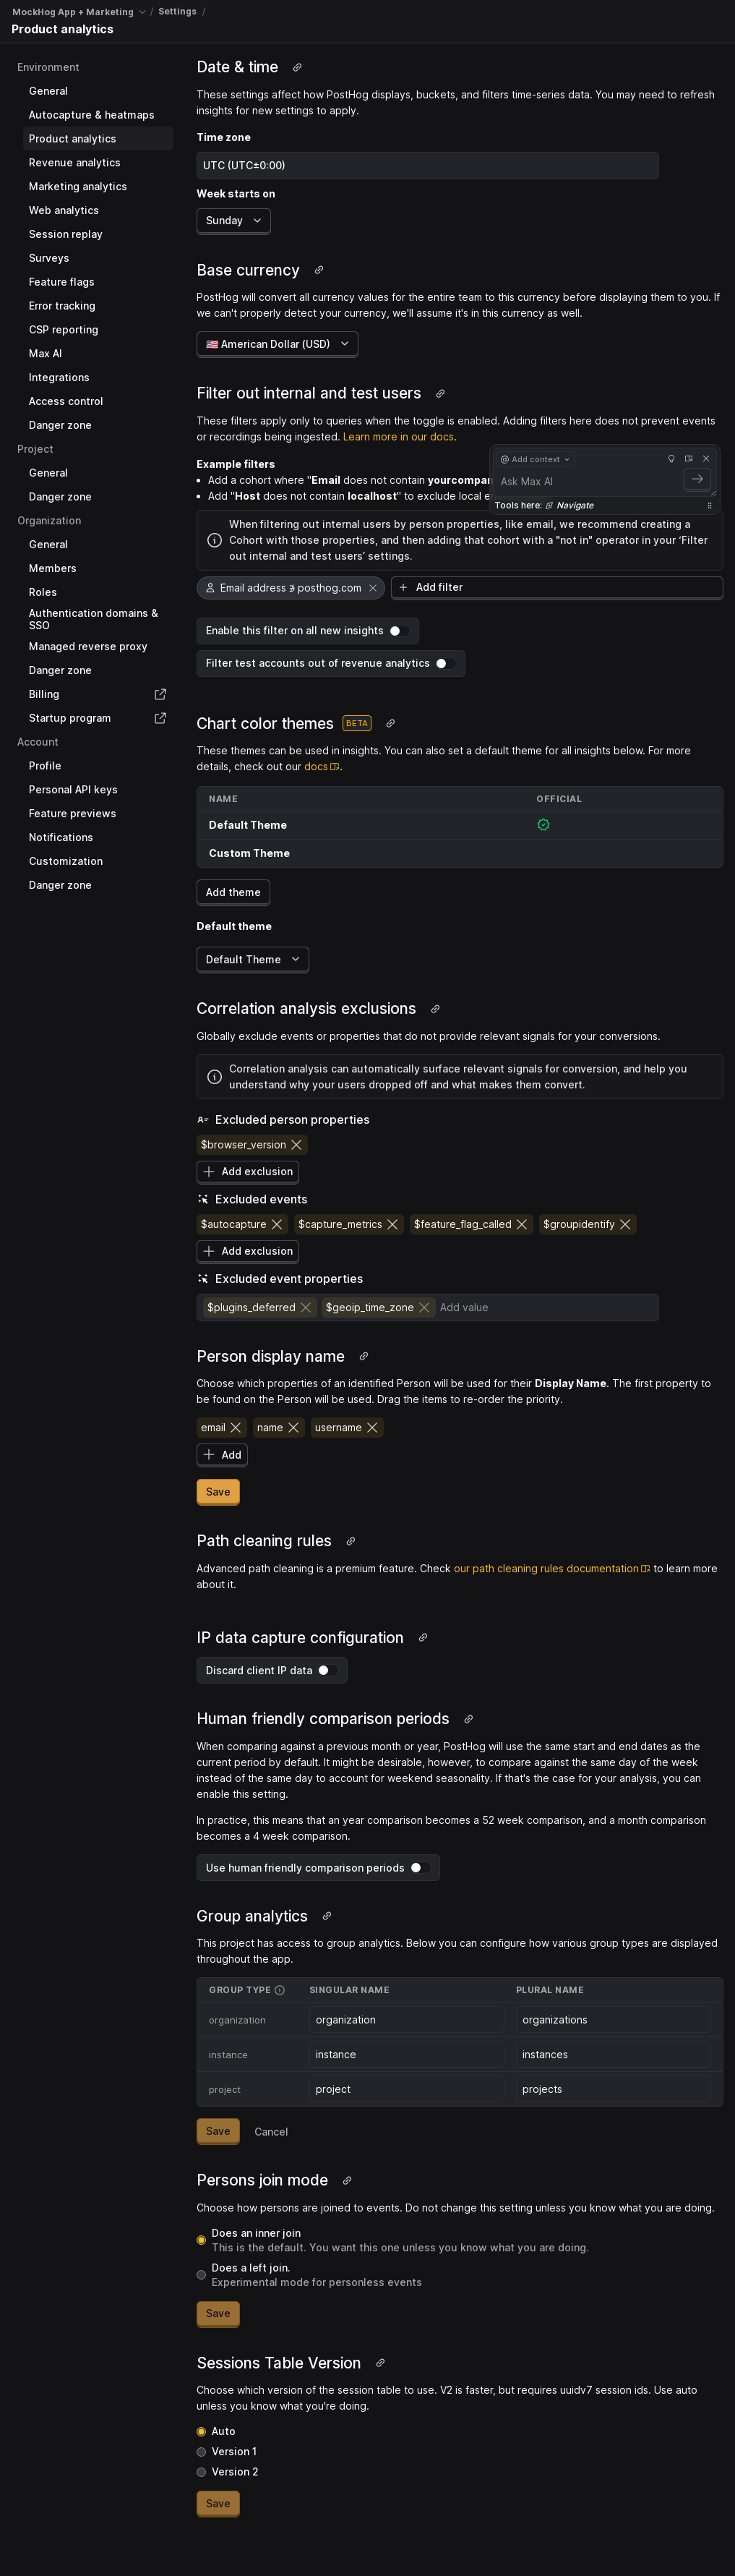 MockHog App + Marketing / Settings /
Product analytics
Environment
General
Autocapture & heatmaps
Product analytics
Revenue analytics
Marketing analytics
Web analytics
Session replay
Surveys
Feature flags
Error tracking
CSP reporting
Max AI
Integrations
Access control
Danger zone
Project
General
Danger zone
Organization
General
Members
Roles
Authentication domains &
SSO
Managed reverse proxy
Danger zone
Billing
Startup program
Account
Profile
Personal API keys
Feature previews
Notifications
Customization
Danger zone
Date & time
These settings affect how PostHog displays, buckets, and filters time-series data. You may need to refresh
insights for new settings to apply.
Time zone
UTC (UTC±0:00)
Week starts on
Sunday
Base currency
PostHog will convert all currency values for the entire team to this currency before displaying them to you. If
we can't properly detect your currency, we'll assume it's in this currency as well.
🇺🇸 American Dollar (USD)
Filter out internal and test users
These filters apply only to queries when the toggle is enabled. Adding filters here does not prevent events
or recordings being ingested. Learn more in our docs.
Example filters
Add a cohort where "Email does not contain yourcompan
Add "Host does not contain localhost" to exclude local e
@ Add context
Ask Max AI
Tools here: Navigate
When filtering out internal users by person properties, like email, we recommend creating a
Cohort with those properties, and then adding that cohort with a "not in" operator in your ‘Filter
out internal and test users’ settings.
Email address ∌ posthog.com
Add filter
Enable this filter on all new insights
Filter test accounts out of revenue analytics
Chart color themes BETA
These themes can be used in insights. You can also set a default theme for all insights below. For more
details, check out our docs.
NAME OFFICIAL
Default Theme
Custom Theme
Add theme
Default theme
Default Theme
Correlation analysis exclusions
Globally exclude events or properties that do not provide relevant signals for your conversions.
Correlation analysis can automatically surface relevant signals for conversion, and help you
understand why your users dropped off and what makes them convert.
Excluded person properties
$browser_version
Add exclusion
Excluded events
$autocapture $capture_metrics $feature_flag_called $groupidentify
Add exclusion
Excluded event properties
$plugins_deferred $geoip_time_zone Add value
Person display name
Choose which properties of an identified Person will be used for their Display Name. The first property to
be found on the Person will be used. Drag the items to re-order the priority.
email name username
Add
Save
Path cleaning rules
Advanced path cleaning is a premium feature. Check our path cleaning rules documentation to learn more
about it.
IP data capture configuration
Discard client IP data
Human friendly comparison periods
When comparing against a previous month or year, PostHog will use the same start and end dates as the
current period by default. It might be desirable, however, to compare against the same day of the week
instead of the same day to account for weekend seasonality. If that's the case for your analysis, you can
enable this setting.
In practice, this means that an year comparison becomes a 52 week comparison, and a month comparison
becomes a 4 week comparison.
Use human friendly comparison periods
Group analytics
This project has access to group analytics. Below you can configure how various group types are displayed
throughout the app.
GROUP TYPE SINGULAR NAME PLURAL NAME
organization organization organizations
instance instance instances
project project projects
Save Cancel
Persons join mode
Choose how persons are joined to events. Do not change this setting unless you know what you are doing.
Does an inner join
This is the default. You want this one unless you know what you are doing.
Does a left join.
Experimental mode for personless events
Save
Sessions Table Version
Choose which version of the session table to use. V2 is faster, but requires uuidv7 session ids. Use auto
unless you know what you're doing.
Auto
Version 1
Version 2
Save